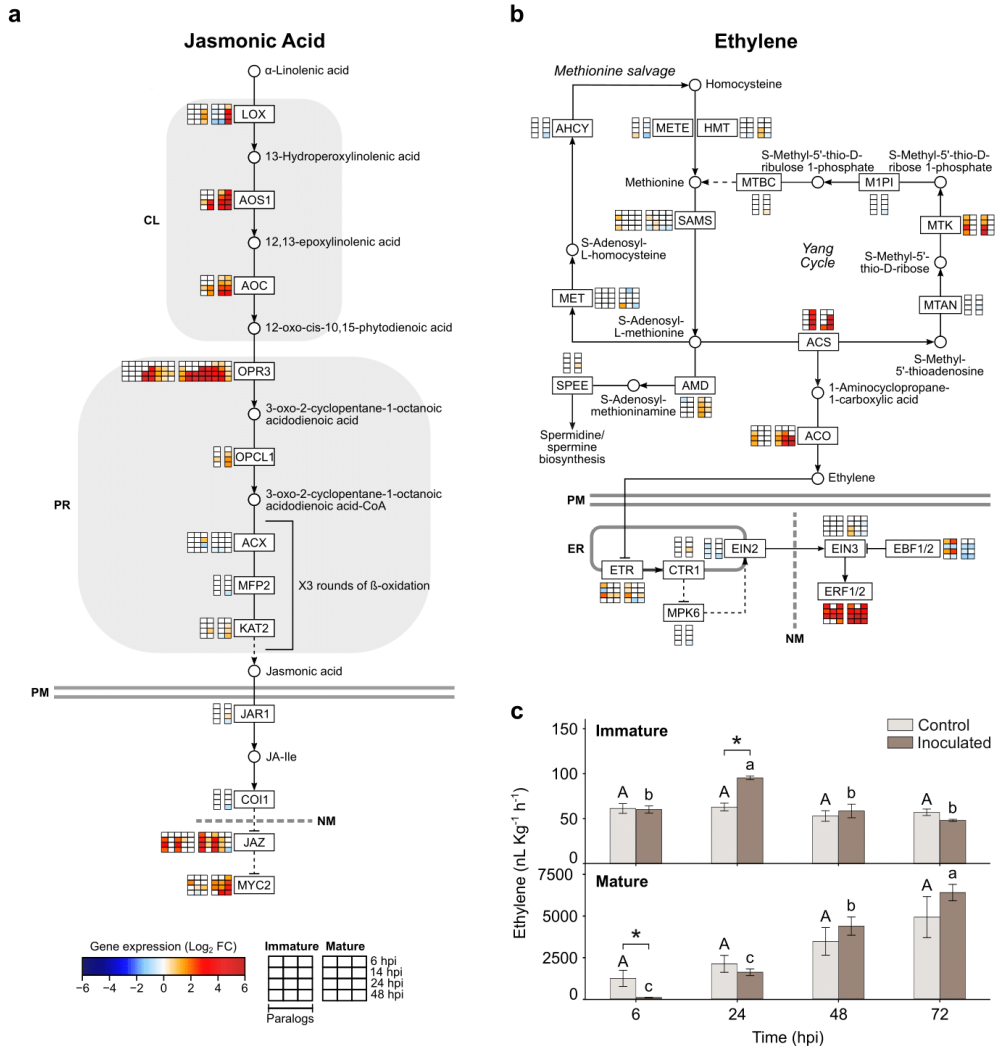 a
Jasmonic Acid
α-Linolenic acid
LOX
13-Hydroperoxylinolenic acid
AOS1
CL
12,13-epoxylinolenic acid
AOC
12-oxo-cis-10,15-phytodienoic acid
OPR3
3-oxo-2-cyclopentane-1-octanoic
acidodienoic acid
OPCL1
PR
3-oxo-2-cyclopentane-1-octanoic
acidodienoic acid-CoA
ACX
MFP2
X3 rounds of ß-oxidation
KAT2
Jasmonic acid
PM
JAR1
JA-Ile
COI1
NM
JAZ
MYC2
Gene expression (Log2 FC)
−6 −4 −2 0 2 4 6
Immature Mature
6 hpi
14 hpi
24 hpi
48 hpi
Paralogs
b
Ethylene
Methionine salvage
Homocysteine
AHCY
METE
HMT
S-Methyl-5'-thio-D-
ribulose 1-phosphate
S-Methyl-5'-thio-D-
ribose 1-phosphate
Methionine
MTBC
M1PI
SAMS
MTK
S-Adenosyl-
L-homocysteine
Yang
Cycle
S-Methyl-5'-
thio-D-ribose
MET
MTAN
S-Adenosyl-
L-methionine
ACS
S-Methyl-
5'-thioadenosine
SPEE
AMD
S-Adenosyl-
methioninamine
1-Aminocyclopropane-
1-carboxylic acid
Spermidine/
spermine
biosynthesis
ACO
Ethylene
PM
ER
EIN2
EIN3
EBF1/2
ETR
CTR1
ERF1/2
MPK6
NM
c
Control
Inoculated
Immature
150
100
50
0
A b
*
A a
A b
A b
Mature
7500
5000
2500
0
*
A c
A c
A b
A a
Ethylene (nL Kg-1 h-1)
6 24 48 72
Time (hpi)